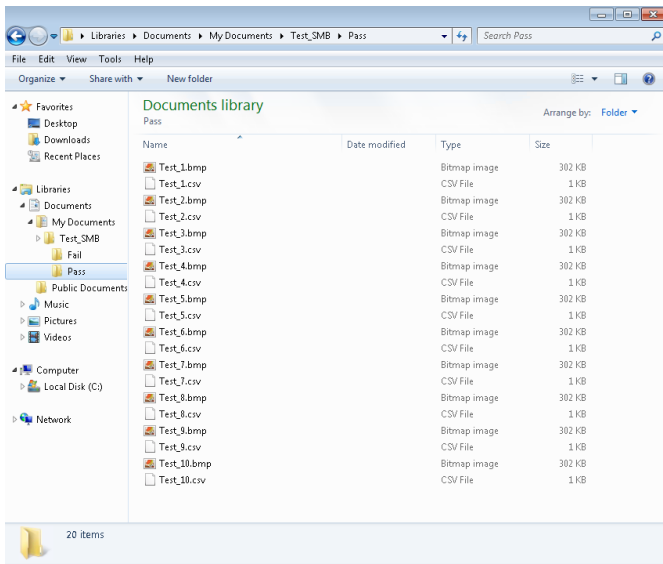 Libraries Documents My Documents Test_SMB Pass Search Pass
File Edit View Tools Help
Organize Share with New folder
Favorites
Desktop
Downloads
Recent Places
Libraries
Documents
My Documents
Test_SMB
Fail
Pass
Public Documents
Music
Pictures
Videos
Computer
Local Disk (C:)
Network
Documents library
Pass
Arrange by: Folder
Name Date modified Type Size
Test_1.bmp Bitmap image 302 KB
Test_1.csv CSV File 1 KB
Test_2.bmp Bitmap image 302 KB
Test_2.csv CSV File 1 KB
Test_3.bmp Bitmap image 302 KB
Test_3.csv CSV File 1 KB
Test_4.bmp Bitmap image 302 KB
Test_4.csv CSV File 1 KB
Test_5.bmp Bitmap image 302 KB
Test_5.csv CSV File 1 KB
Test_6.bmp Bitmap image 302 KB
Test_6.csv CSV File 1 KB
Test_7.bmp Bitmap image 302 KB
Test_7.csv CSV File 1 KB
Test_8.bmp Bitmap image 302 KB
Test_8.csv CSV File 1 KB
Test_9.bmp Bitmap image 302 KB
Test_9.csv CSV File 1 KB
Test_10.bmp Bitmap image 302 KB
Test_10.csv CSV File 1 KB
20 items